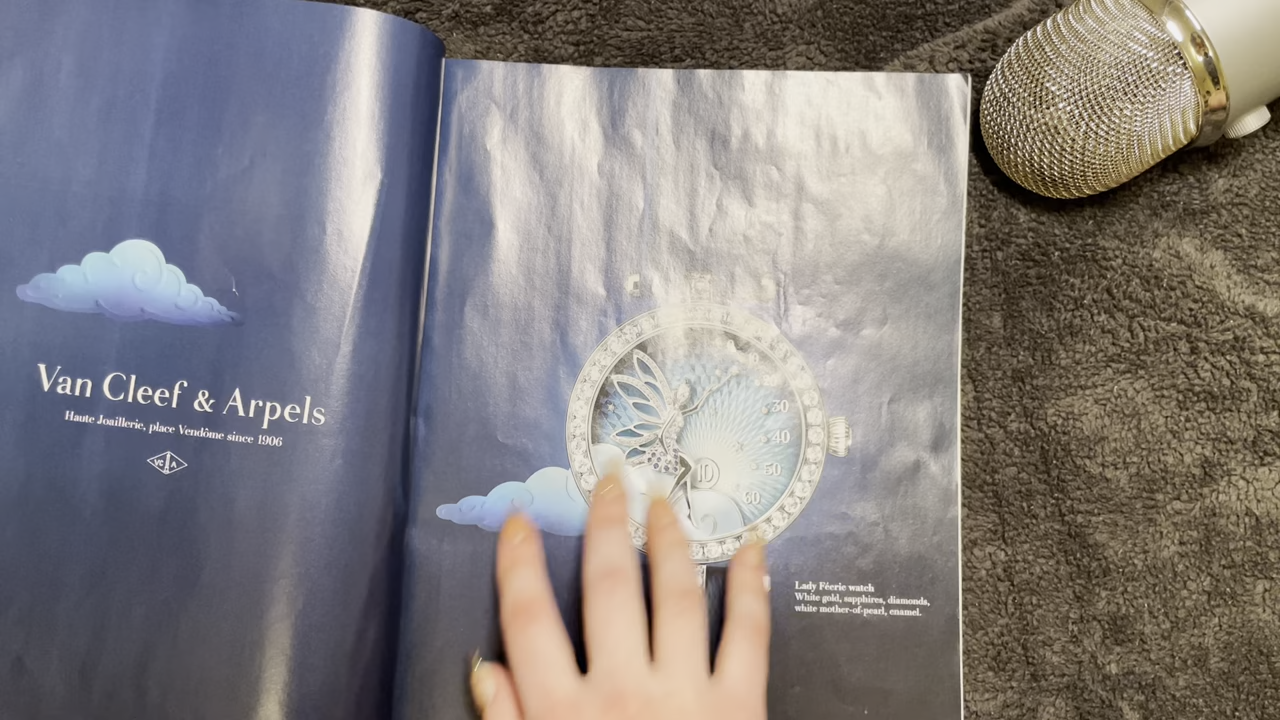 Van Cleef & Arpels
Haute Joaillerie, place Vendôme since 1906
VC A
30
40
50
60
10
Lady Féerie watch
White gold, sapphires, diamonds,
white mother-of-pearl, enamel.